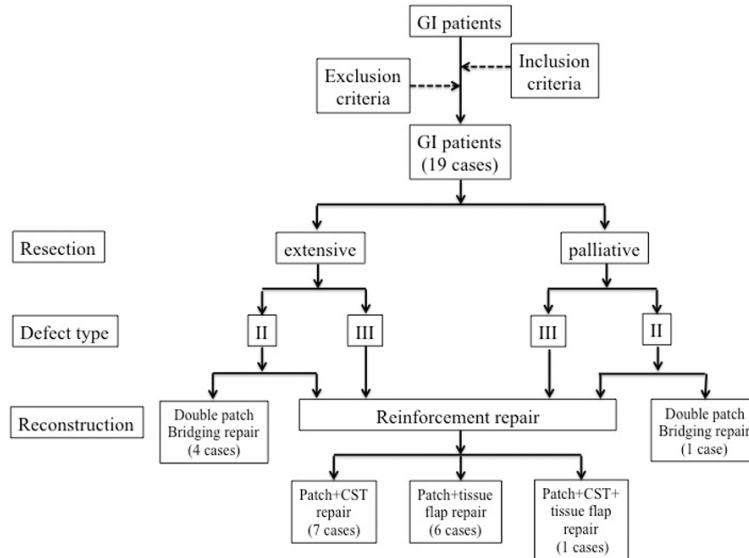 GI patients
Inclusion
criteria
Exclusion
criteria
GI patients
(19 cases)
Resection
extensive
palliative
Defect type
II
III
III
II
Reconstruction
Double patch
Bridging repair
(4 cases)
Reinforcement repair
Double patch
Bridging repair
(1 case)
Patch+CST
repair
(7 cases)
Patch+tissue
flap repair
(6 cases)
Patch+CST+
tissue flap
repair
(1 cases)